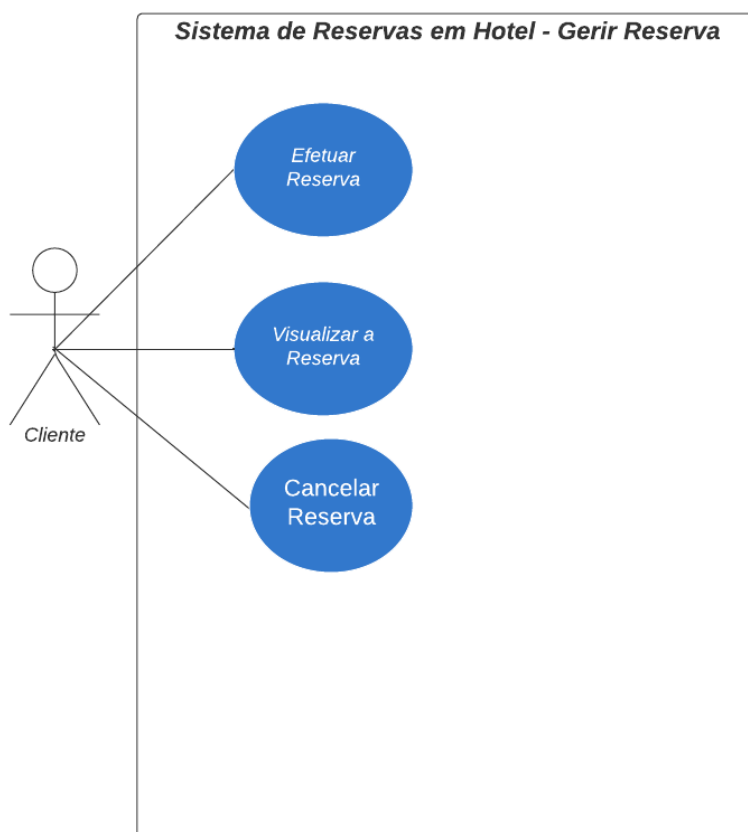 Sistema de Reservas em Hotel - Gerir Reserva
Efetuar
Reserva
Visualizar a
Reserva
Cliente
Cancelar
Reserva